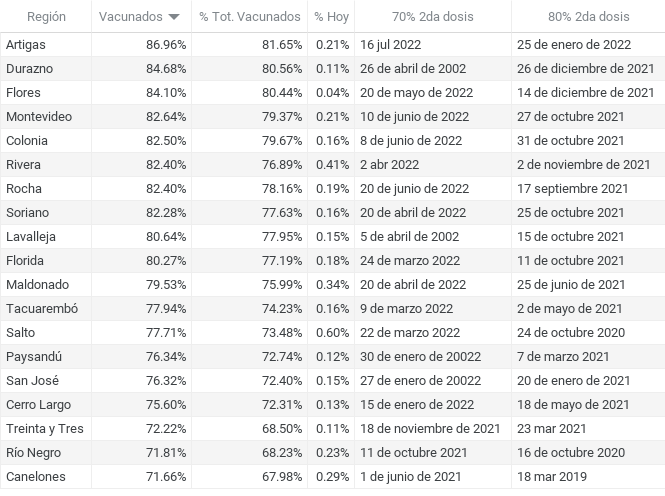 Región Vacunados % Tot. Vacunados % Hoy 70% 2da dosis 80% 2da dosis
Artigas 86.96% 81.65% 0.21% 16 jul 2022 25 de enero de 2022
Durazno 84.68% 80.56% 0.11% 26 de abril de 2002 26 de diciembre de 2021
Flores 84.10% 80.44% 0.04% 20 de mayo de 2022 14 de diciembre de 2021
Montevideo 82.64% 79.37% 0.21% 10 de junio de 2022 27 de octubre 2021
Colonia 82.50% 79.67% 0.16% 8 de junio de 2022 31 de octubre 2021
Rivera 82.40% 76.89% 0.41% 2 abr 2022 2 de noviembre de 2021
Rocha 82.40% 78.16% 0.19% 20 de junio de 2022 17 septiembre 2021
Soriano 82.28% 77.63% 0.16% 20 de abril de 2022 25 de octubre 2021
Lavalleja 80.64% 77.95% 0.15% 5 de abril de 2002 15 de octubre 2021
Florida 80.27% 77.19% 0.18% 24 de marzo 2022 11 de octubre 2021
Maldonado 79.53% 75.99% 0.34% 20 de abril de 2022 25 de junio de 2021
Tacuarembó 77.94% 74.23% 0.16% 9 de marzo 2022 2 de mayo de 2021
Salto 77.71% 73.48% 0.60% 22 de marzo 2022 24 de octubre 2020
Paysandú 76.34% 72.74% 0.12% 30 de enero de 20022 7 de marzo 2021
San José 76.32% 72.40% 0.15% 27 de enero de 20022 20 de enero de 2021
Cerro Largo 75.60% 72.31% 0.13% 15 de enero de 2022 18 de mayo de 2021
Treinta y Tres 72.22% 68.50% 0.11% 18 de noviembre de 2021 23 mar 2021
Río Negro 71.81% 68.23% 0.23% 11 de octubre 2021 16 de octubre 2020
Canelones 71.66% 67.98% 0.29% 1 de junio de 2021 18 mar 2019